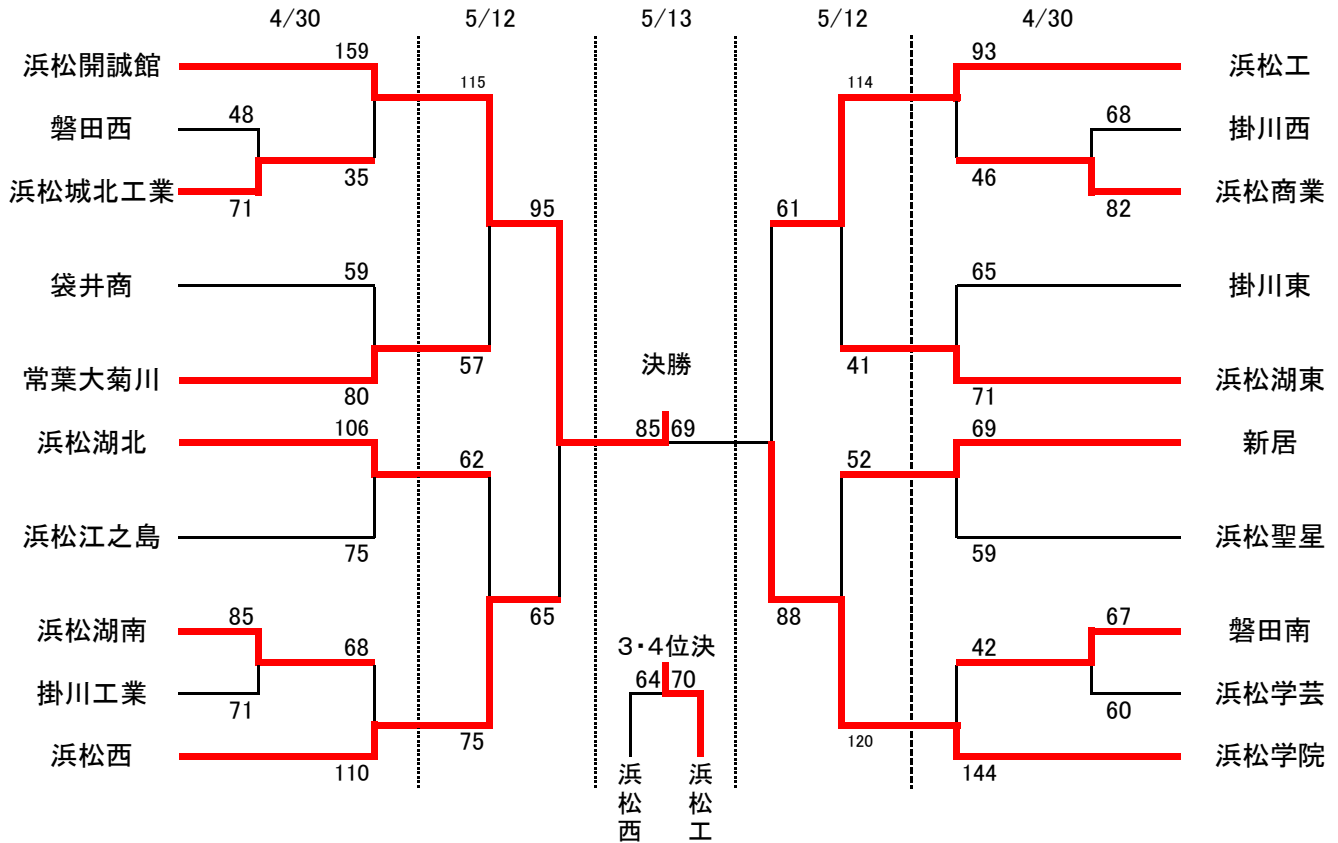 4/30 5/12 5/13 5/12 4/30
159 93
浜松開誠館 浜松工
115 114
48 68
磐田西 掛川西
35 46
浜松城北工業 浜松商業
71 95 61 82
59 65
袋井商 掛川東
57 決勝 41
常葉大菊川 浜松湖東
80 71
106 85 69 69
浜松湖北 62 52 新居
浜松江之島 浜松聖星
75 59
85 65 88 67
浜松湖南 磐田南
68 3・4位決 42
64 70
掛川工業 浜松学芸
71 60
75 120
浜松西 浜松学院
110 144
浜松西
浜松工